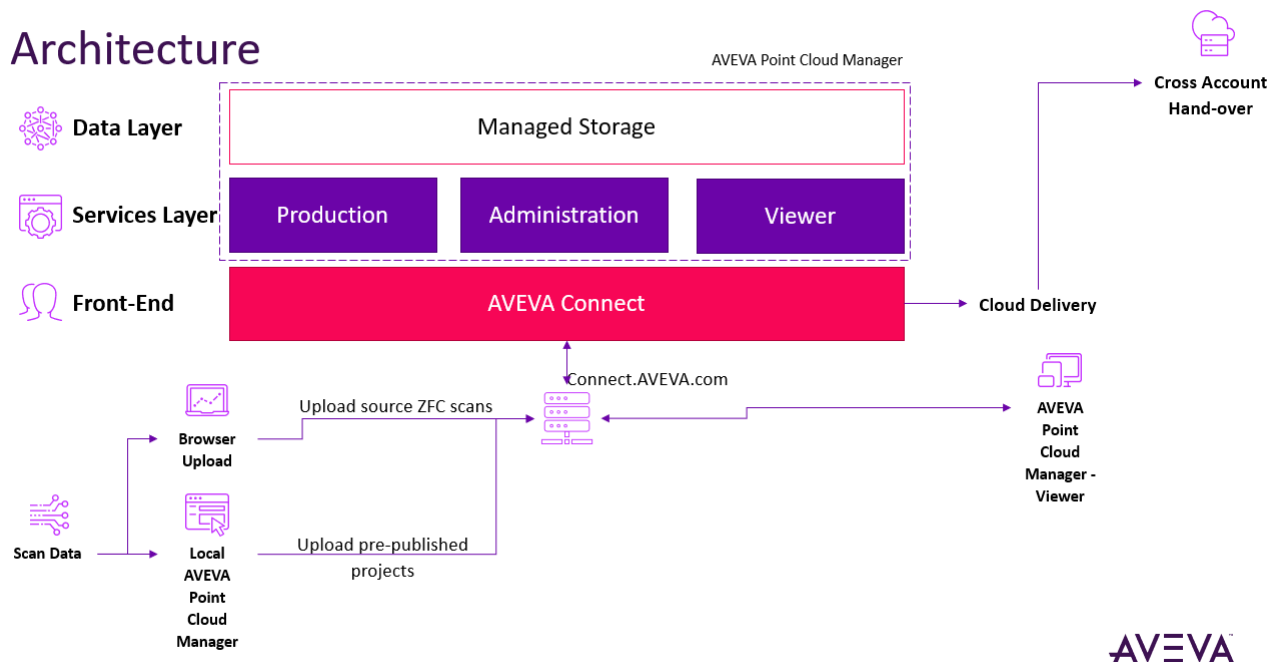 Architecture
AVEVA Point Cloud Manager
Cross Account
Hand-over
Data Layer
Managed Storage
Services Layer
Production
Administration
Viewer
Front-End
AVEVA Connect
Cloud Delivery
Connect.AVEVA.com
Upload source ZFC scans
Browser
Upload
AVEVA
Point
Cloud
Manager -
Viewer
Scan Data
Upload pre-published
projects
Local
AVEVA
Point
Cloud
Manager
AVEVA™